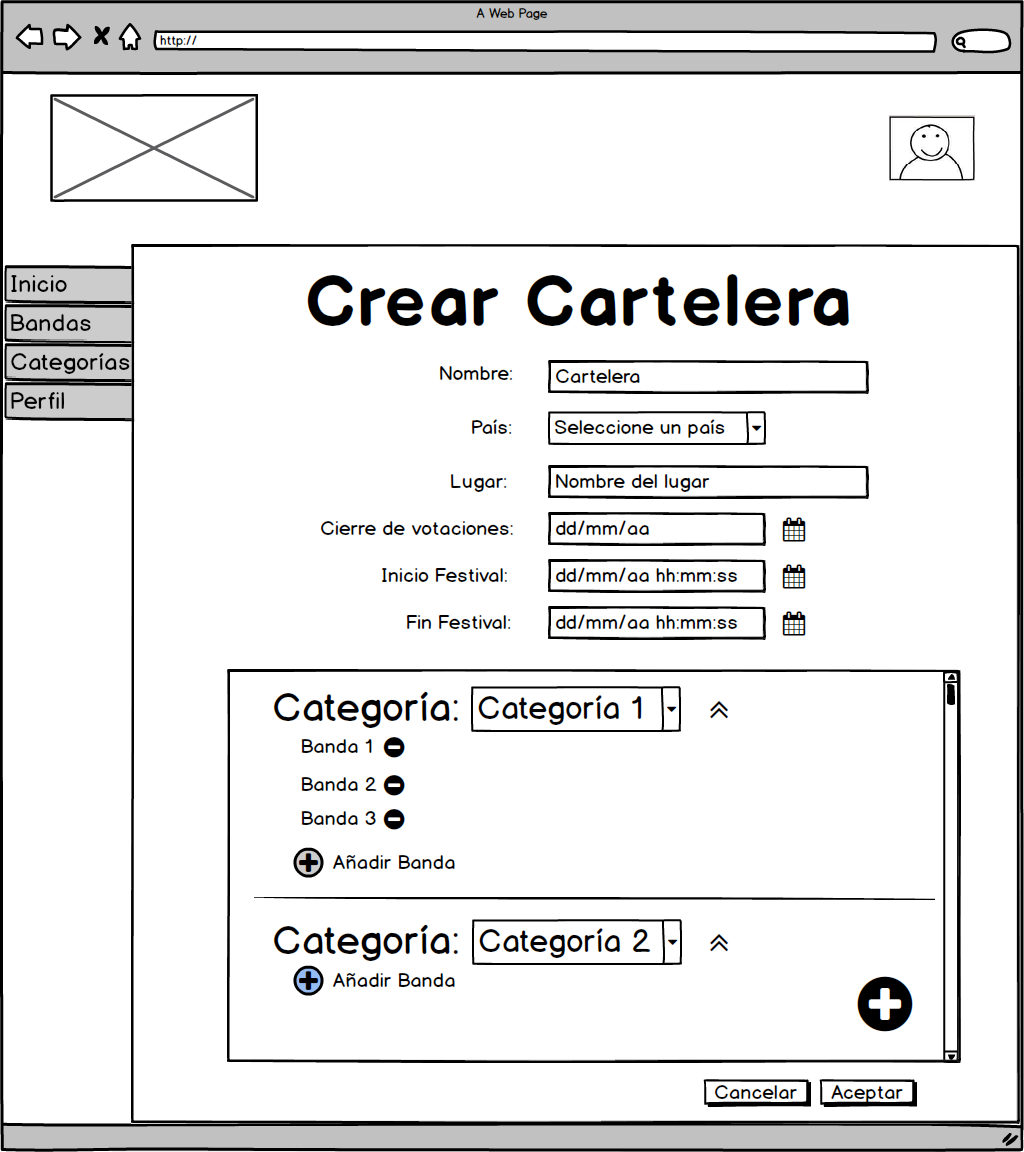 A Web Page
http://
Inicio
Bandas
Categorías
Perfil
Crear Cartelera
Nombre: Cartelera
País: Seleccione un país
Lugar: Nombre del lugar
Cierre de votaciones: dd/mm/aa
Inicio Festival: dd/mm/aa hh:mm:ss
Fin Festival: dd/mm/aa hh:mm:ss
Categoría: Categoría 1
Banda 1
Banda 2
Banda 3
Añadir Banda
Categoría: Categoría 2
Añadir Banda
Cancelar Aceptar